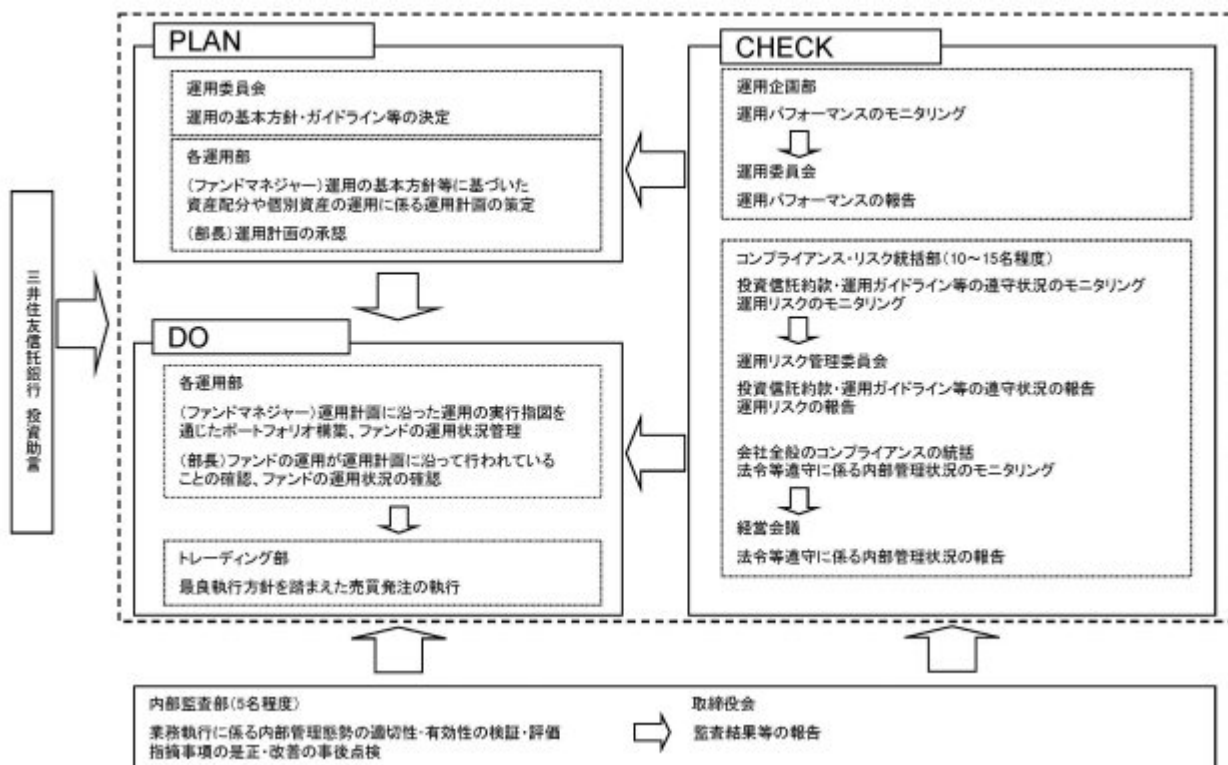 三井住友信託銀行 投資助言
PLAN
運用委員会
運用の基本方針・ガイドライン等の決定
各運用部
(ファンドマネジャー)運用の基本方針等に基づいた
資産配分や個別資産の運用に係る運用計画の策定
(部長)運用計画の承認
DO
各運用部
(ファンドマネジャー)運用計画に沿った運用の実行指図を
通じたポートフォリオ構築、ファンドの運用状況管理
(部長)ファンドの運用が運用計画に沿って行われている
ことの確認、ファンドの運用状況の確認
トレーディング部
最良執行方針を踏まえた売買発注の執行
CHECK
運用企画部
運用パフォーマンスのモニタリング
運用委員会
運用パフォーマンスの報告
コンプライアンス・リスク統括部(10~15名程度)
投資信託約款・運用ガイドライン等の遵守状況のモニタリング
運用リスクのモニタリング
運用リスク管理委員会
投資信託約款・運用ガイドライン等の遵守状況の報告
運用リスクの報告
会社全般のコンプライアンスの統括
法令等遵守に係る内部管理状況のモニタリング
経営会議
法令等遵守に係る内部管理状況の報告
内部監査部(5名程度)
業務執行に係る内部管理態勢の適切性・有効性の検証・評価
指摘事項の是正・改善の事後点検
取締役会
監査結果等の報告